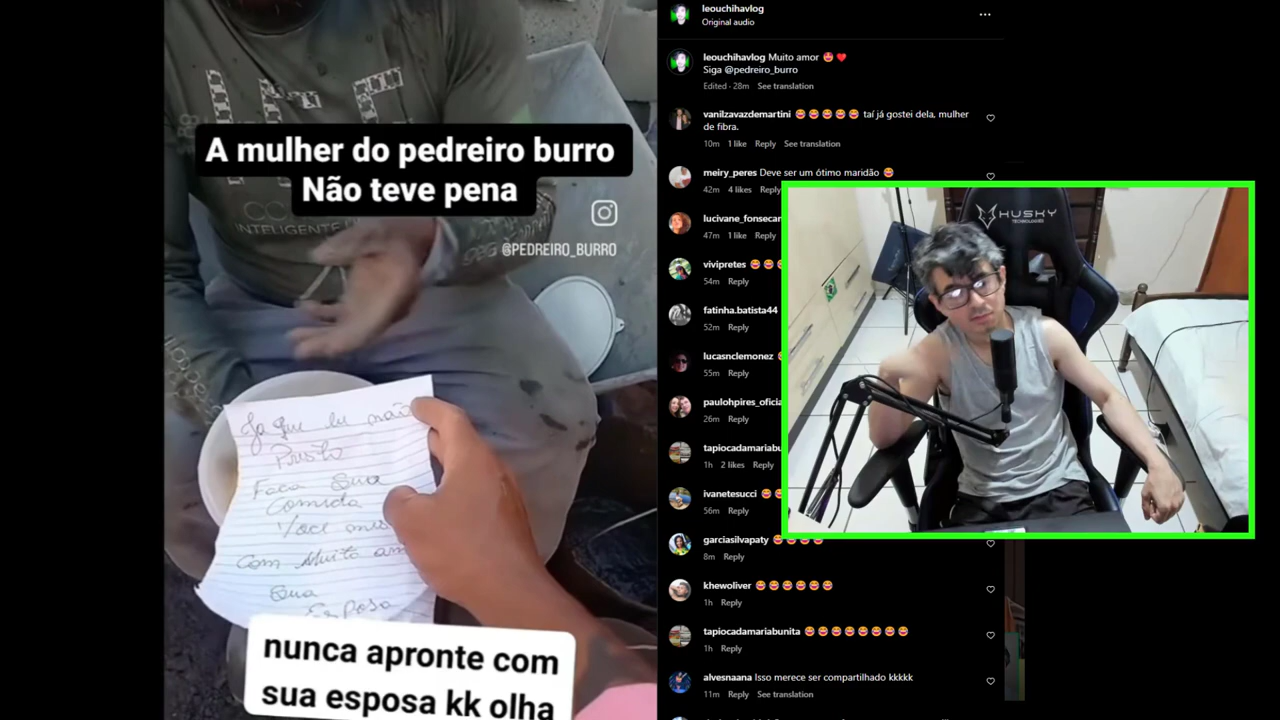 A mulher do pedreiro burro
Não teve pena
@PEDREIRO_BURRO
INTELIGENTE
Ja que tu não
Presta
Faca Sua
Comida
Voce
Com Muito
Sua
Esposa
nunca apronte com
sua esposa kk olha
leouchihavlog
Original audio
leouchihavlog Muito amor
Siga @pedreiro_burro
Edited · 28m See translation
vanilzavazdemartini taí já gostei dela, mulher
de fibra.
10m 1 like Reply See translation
meiry_peres Deve ser um ótimo maridão
42m 4 likes Reply
lucivane_fonsecar
47m 1 like Reply
vivipretes
54m Reply
fatinha.batista44
52m Reply
lucasnclemonez
55m Reply
paulohpires_oficia
26m Reply
tapiocadamariabu
1h 2 likes Reply
ivanetesucci
56m Reply
garciasilvapaty
8m Reply
khewoliver
1h Reply
tapiocadamariabunita
1h Reply
alvesnaana Isso merece ser compartilhado kkkkk
11m Reply See translation
HUSKY
TECHNOLOGIES